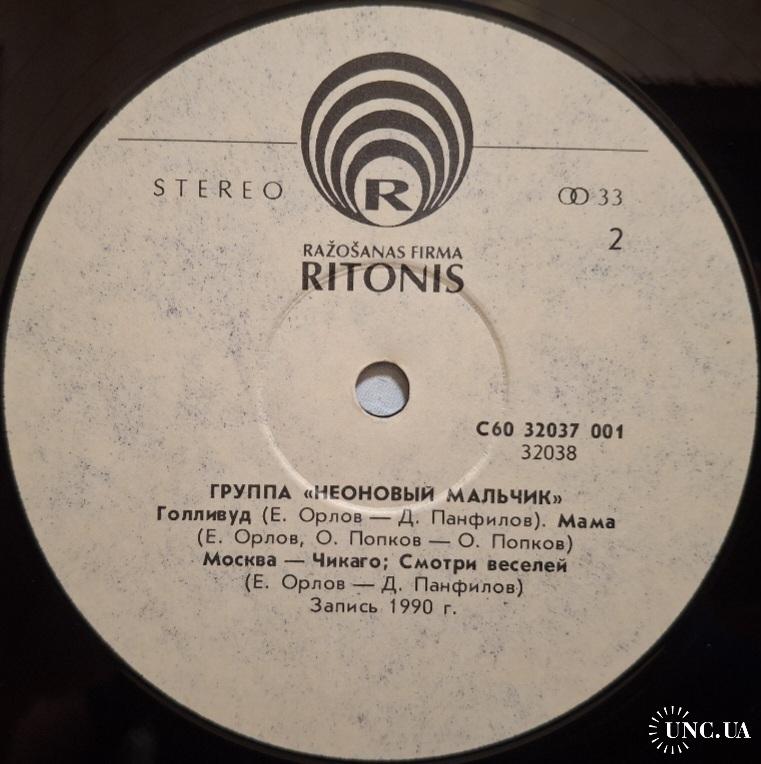 STEREO
R
33
2
RAŽOŠANAS FIRMA
RITONIS
С60 32037 001
32038
ГРУППА «НЕОНОВЫЙ МАЛЬЧИК»
Голливуд (Е. Орлов — Д. Панфилов). Мама
(Е. Орлов, О. Попков — О. Попков)
Москва — Чикаго; Смотри веселей
(Е. Орлов — Д. Панфилов)
Запись 1990 г.
UNC.UA